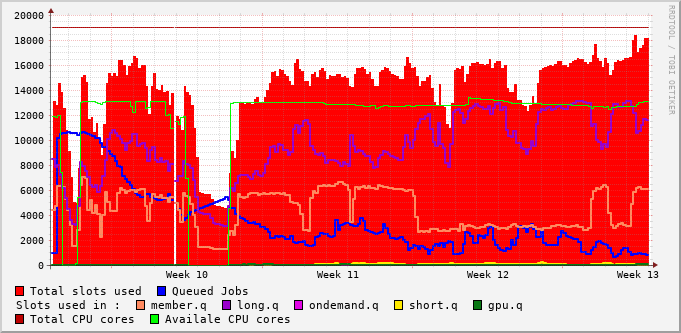 20000
18000
16000
14000
12000
10000
8000
6000
4000
2000
0
Week 10 Week 11 Week 12 Week 13
Total slots used Queued Jobs
Slots used in : member.q long.q ondemand.q short.q gpu.q
Total CPU cores Availale CPU cores
RRDTOOL / TOBI OETIKER